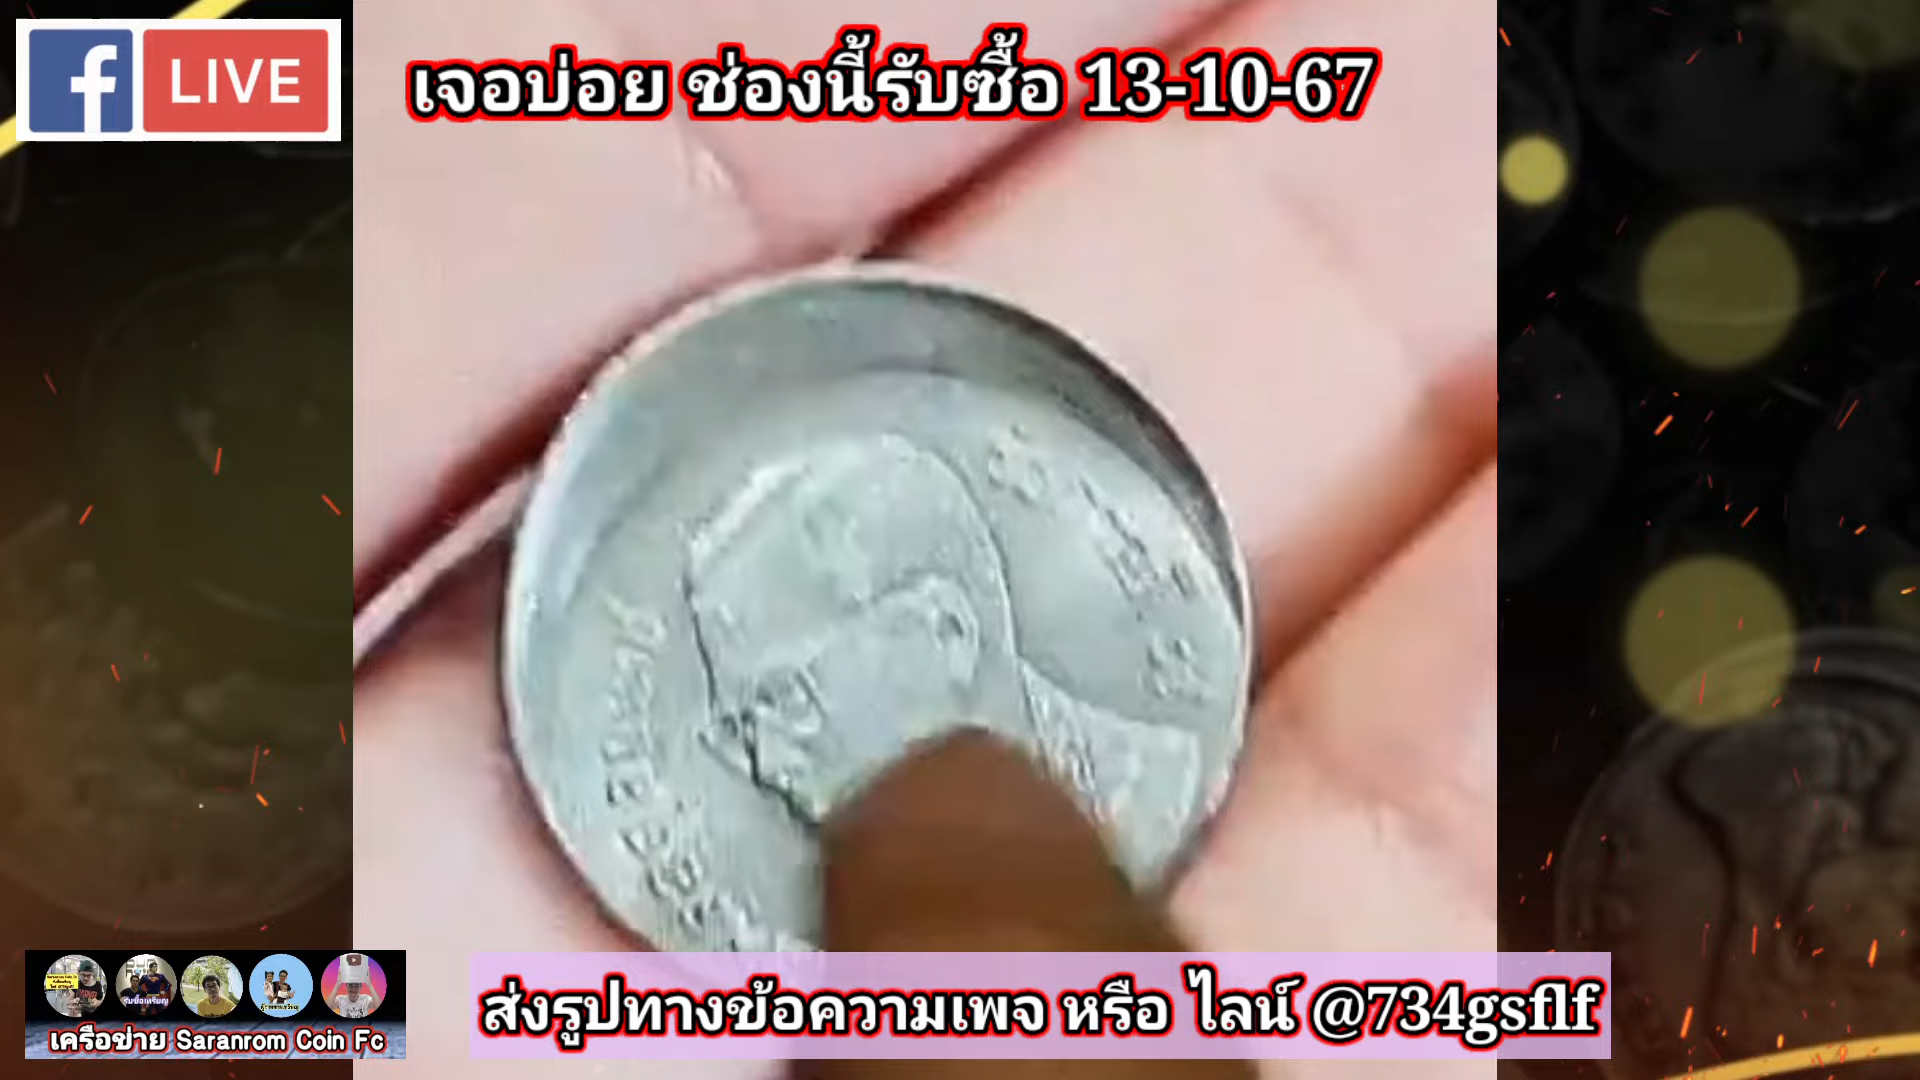 f LIVE
เจอบ่อย ช่องนี้รับซื้อ 13-10-67
ส่งรูปทางข้อความเพจ หรือ ไลน์ @734gsflf
เครือข่าย Saranrom Coin Fc